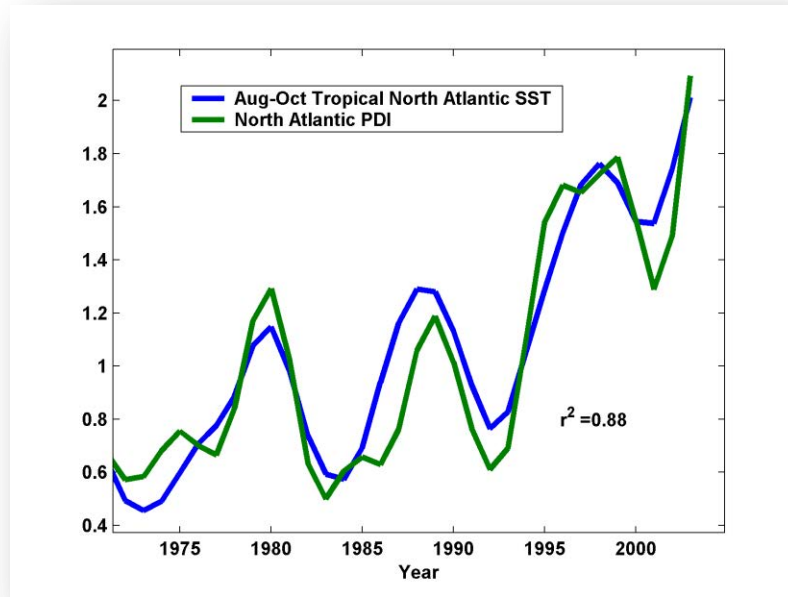 Aug-Oct Tropical North Atlantic SST
North Atlantic PDI
2
1.8
1.6
1.4
1.2
1
0.8
0.6
0.4
r² =0.88
1975 1980 1985 1990 1995 2000
Year